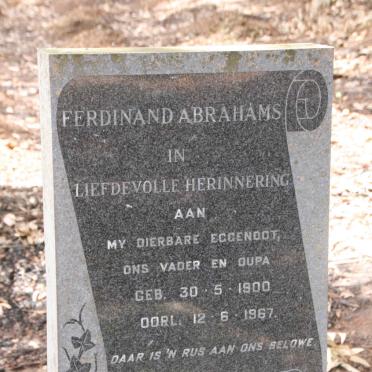 FERDINAND ABRAHAMS
IN
LIEFDEVOLLE HERINNERING
AAN
MY DIERBARE EGGENOOT,
ONS VADER EN OUPA
GEB. 30-5-1900
OORL. 12-6-1967.
DAAR IS 'N RUS AAN ONS BELOWE